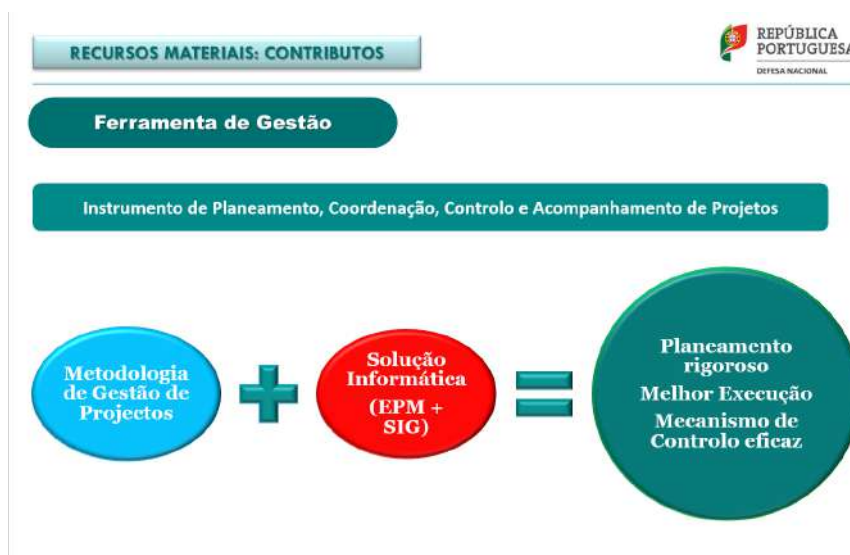 RECURSOS MATERIAIS: CONTRIBUTOS
REPÚBLICA
PORTUGUESA
DEFESA NACIONAL
Ferramenta de Gestão
Instrumento de Planeamento, Coordenação, Controlo e Acompanhamento de Projetos
Metodologia
de Gestão de
Projectos
Solução
Informática
(EPM +
SIG)
Planeamento
rigoroso
Melhor Execução
Mecanismo de
Controlo eficaz